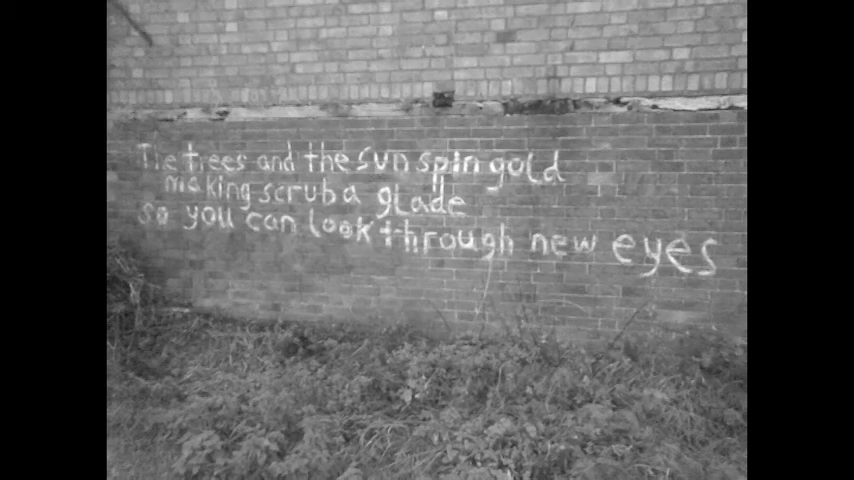 The trees and the sun spin gold
making scrub a glade
so you can look through new eyes